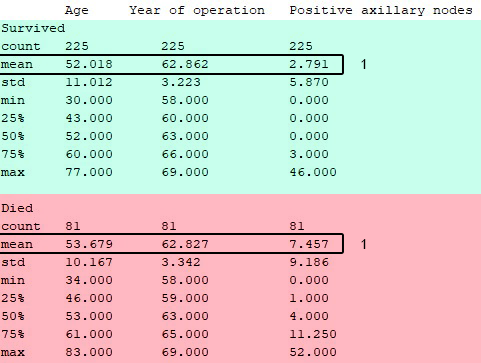 Age Year of operation Positive axillary nodes
Survived
count 225 225 225
mean 52.018 62.862 2.791 1
std 11.012 3.223 5.870
min 30.000 58.000 0.000
25% 43.000 60.000 0.000
50% 52.000 63.000 0.000
75% 60.000 66.000 3.000
max 77.000 69.000 46.000
Died
count 81 81 81
mean 53.679 62.827 7.457 1
std 10.167 3.342 9.186
min 34.000 58.000 0.000
25% 46.000 59.000 1.000
50% 53.000 63.000 4.000
75% 61.000 65.000 11.250
max 83.000 69.000 52.000